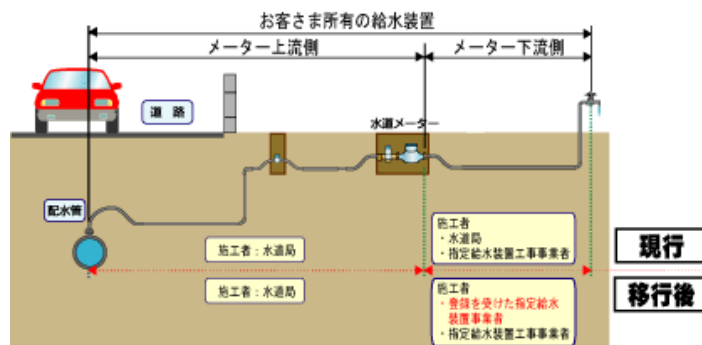 お客さま所有の給水装置
メーター上流側
メーター下流側
道 路
水道メーター
配水管
施工者：水道局
施工者
・水道局
・指定給水装置工事事業者
現行
施工者：水道局
施工者
・登録を受けた指定給水
装置事業者
・指定給水装置工事事業者
移行後